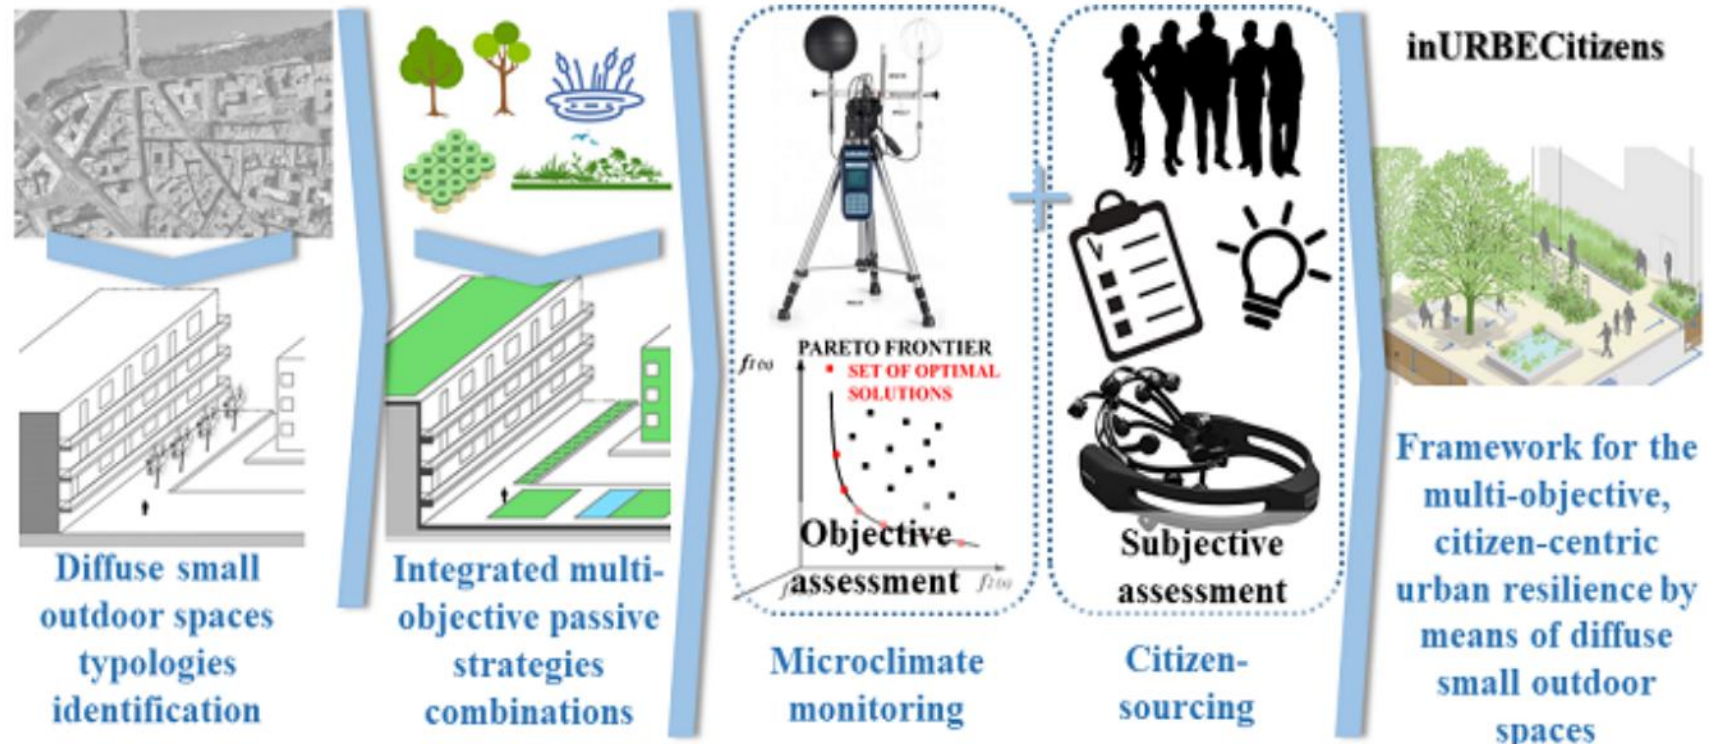 Diffuse small
outdoor spaces
typologies
identification
Integrated multi-
objective passive
strategies
combinations
PARETO FRONTIER
SET OF OPTIMAL
SOLUTIONS
Objective
assessment
Microclimate
monitoring
+
Subjective
assessment
Citizen-
sourcing
inURBECitizens
Framework for the
multi-objective,
citizen-centric
urban resilience by
means of diffuse
small outdoor
spaces